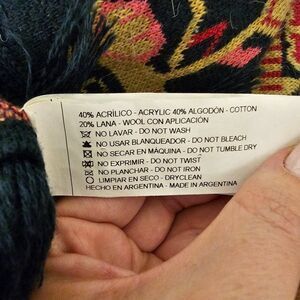 40% ACRÍLICO - ACRYLIC 40% ALGODÓN - COTTON
20% LANA - WOOL CON APLICACIÓN
NO LAVAR - DO NOT WASH
NO USAR BLANQUEADOR - DO NOT BLEACH
NO SECAR EN MÁQUINA - DO NOT TUMBLE DRY
NO EXPRIMIR - DO NOT TWIST
NO PLANCHAR - DO NOT IRON
LIMPIAR EN SECO - DRYCLEAN
HECHO EN ARGENTINA - MADE IN ARGENTINA